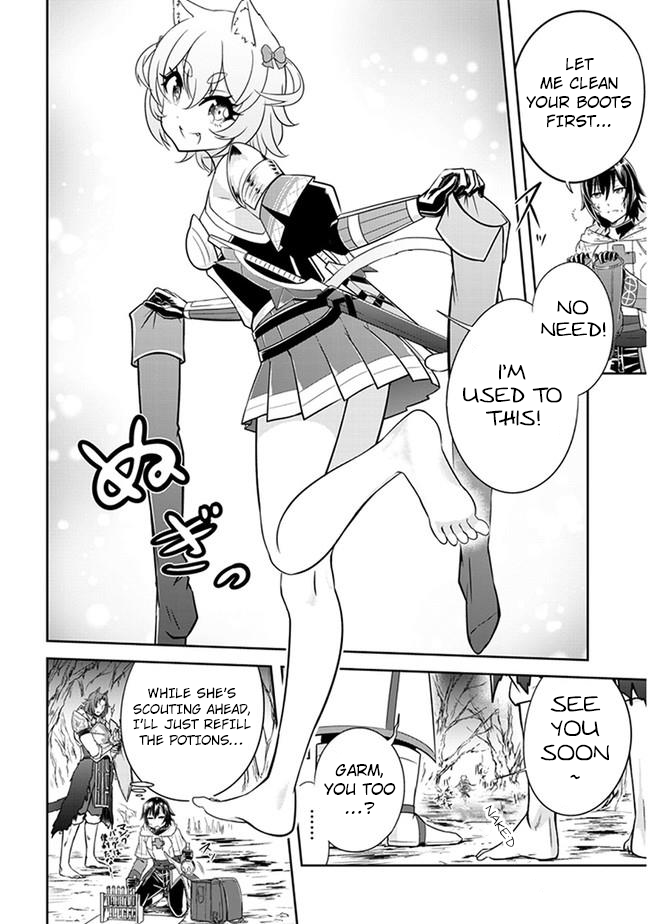 LET
ME CLEAN
YOUR BOOTS
FIRST...
NO
NEED!
I'M
USED TO
THIS!
ぬ
ぎっ
SEE
YOU
SOON
~
NAKED
GARM,
YOU TOO
...?
......
WHILE SHE'S
SCOUTING AHEAD,
I'LL JUST REFILL
THE POTIONS...